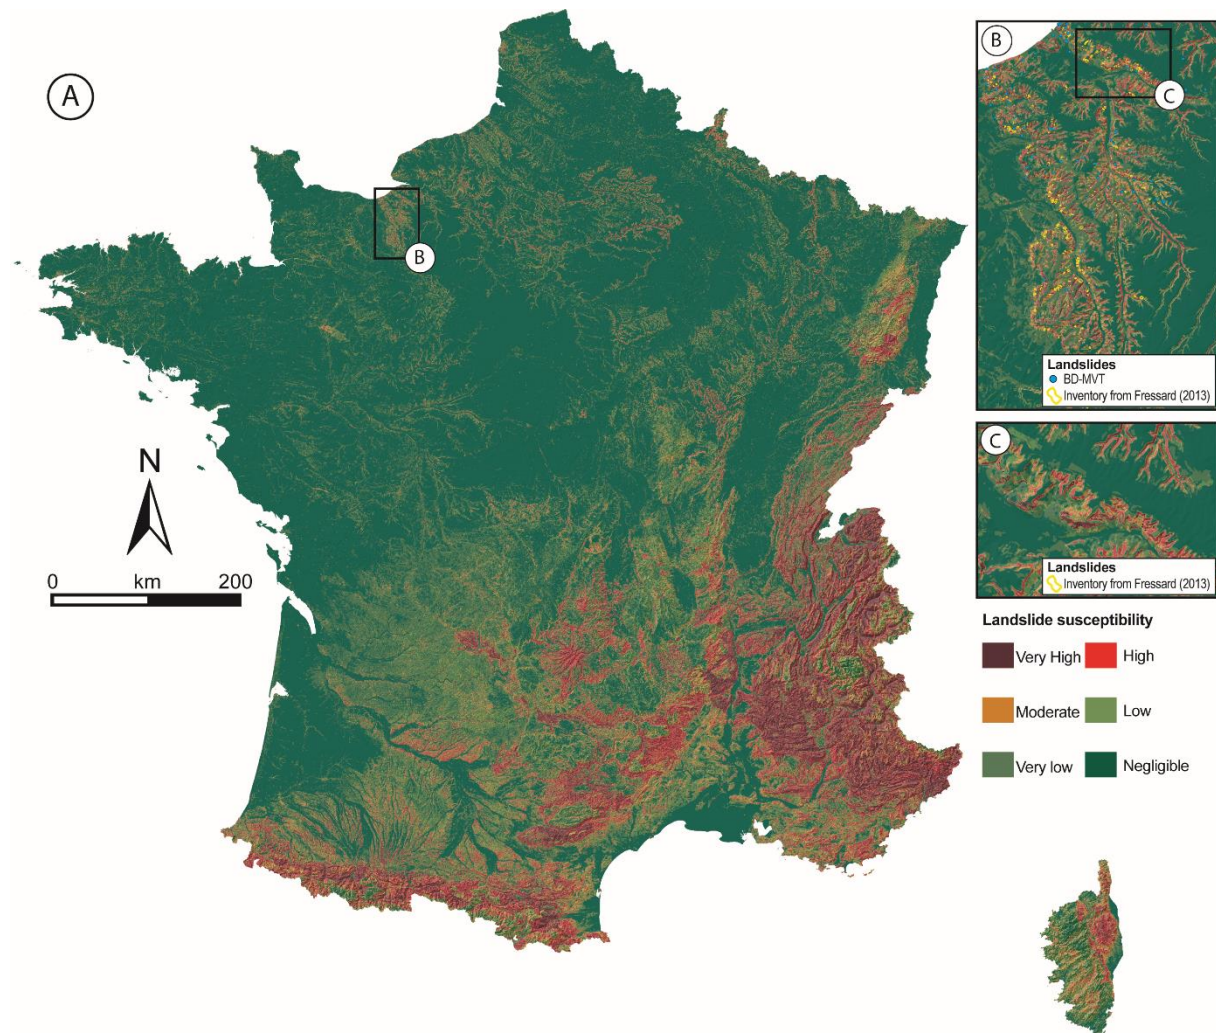 A
B
N
0 km 200
B
C
Landslides
BD-MVT
Inventory from Fressard (2013)
C
Landslides
Inventory from Fressard (2013)
Landslide susceptibility
Very High High
Moderate Low
Very low Negligible